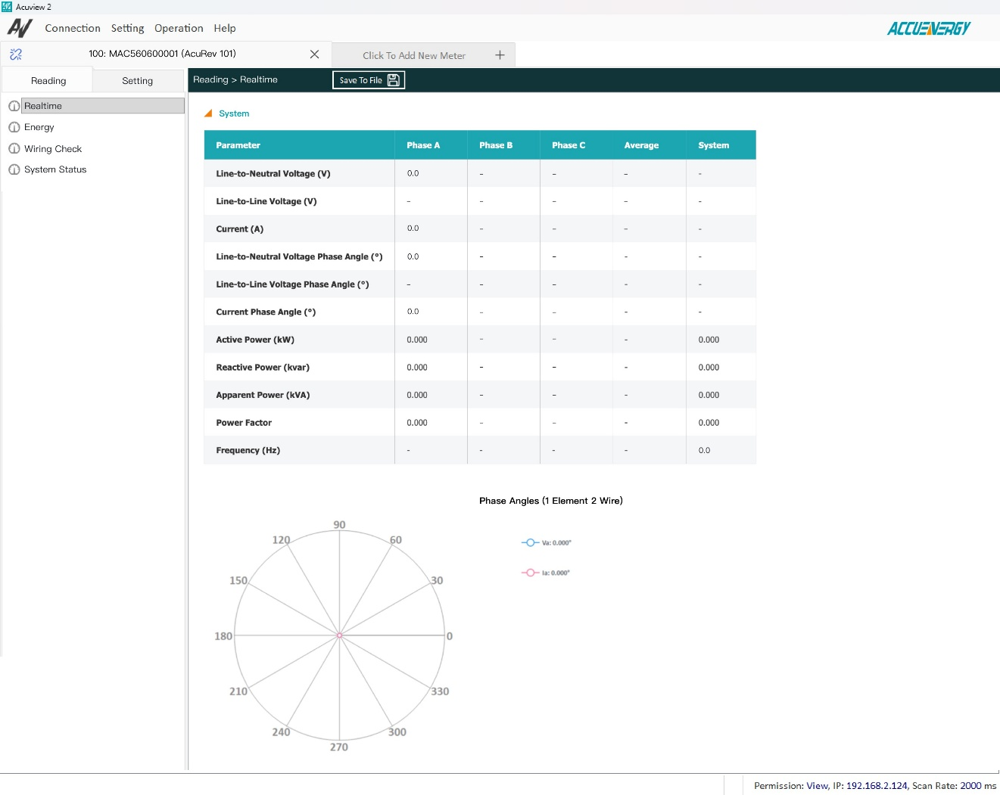 Acuview 2
Connection Setting Operation Help
ACCUENERGY
100: MAC560600001 (AcuRev 101)
Click To Add New Meter
Reading Setting
Reading > Realtime
Save To File
Realtime
Energy
Wiring Check
System Status
System
Parameter Phase A Phase B Phase C Average System
Line-to-Neutral Voltage (V) 0.0 - - - -
Line-to-Line Voltage (V) - - - - -
Current (A) 0.0 - - - -
Line-to-Neutral Voltage Phase Angle (°) 0.0 - - - -
Line-to-Line Voltage Phase Angle (°) - - - - -
Current Phase Angle (°) 0.0 - - - -
Active Power (kW) 0.000 - - - 0.000
Reactive Power (kvar) 0.000 - - - 0.000
Apparent Power (kVA) 0.000 - - - 0.000
Power Factor 0.000 - - - 0.000
Frequency (Hz) - - - - 0.0
Phase Angles (1 Element 2 Wire)
90
120 60
150 30
180 0
210 330
240 300
270
Va: 0.000°
Ia: 0.000°
Permission: View, IP: 192.168.2.124, Scan Rate: 2000 ms